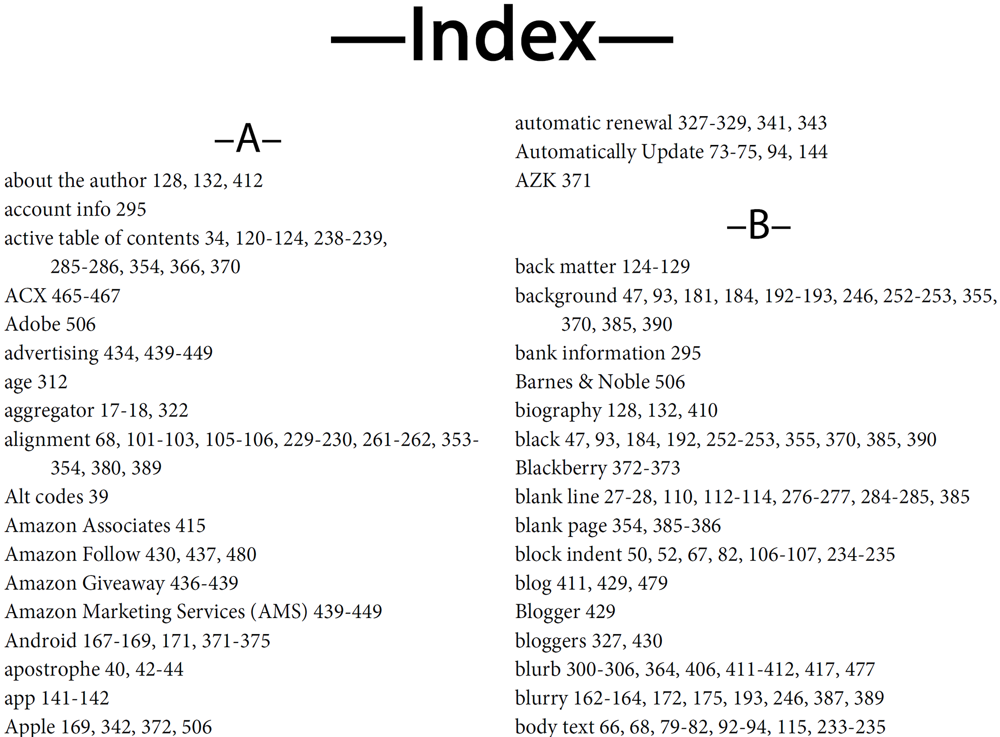 —Index—
–A–
about the author 128, 132, 412
account info 295
active table of contents 34, 120-124, 238-239,
285-286, 354, 366, 370
ACX 465-467
Adobe 506
advertising 434, 439-449
age 312
aggregator 17-18, 322
alignment 68, 101-103, 105-106, 229-230, 261-262, 353-
354, 380, 389
Alt codes 39
Amazon Associates 415
Amazon Follow 430, 437, 480
Amazon Giveaway 436-439
Amazon Marketing Services (AMS) 439-449
Android 167-169, 171, 371-375
apostrophe 40, 42-44
app 141-142
Apple 169, 342, 372, 506
automatic renewal 327-329, 341, 343
Automatically Update 73-75, 94, 144
AZK 371
–B–
back matter 124-129
background 47, 93, 181, 184, 192-193, 246, 252-253, 355,
370, 385, 390
bank information 295
Barnes & Noble 506
biography 128, 132, 410
black 47, 93, 184, 192, 252-253, 355, 370, 385, 390
Blackberry 372-373
blank line 27-28, 110, 112-114, 276-277, 284-285, 385
blank page 354, 385-386
block indent 50, 52, 67, 82, 106-107, 234-235
blog 411, 429, 479
Blogger 429
bloggers 327, 430
blurb 300-306, 364, 406, 411-412, 417, 477
blurry 162-164, 172, 175, 193, 246, 387, 389
body text 66, 68, 79-82, 92-94, 115, 233-235